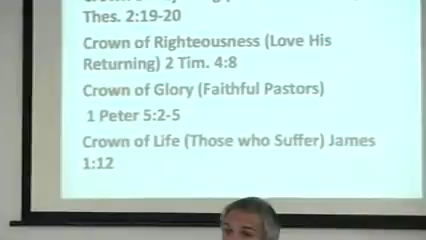 Thes. 2:19-20
Crown of Righteousness (Love His
Returning) 2 Tim. 4:8
Crown of Glory (Faithful Pastors)
1 Peter 5:2-5
Crown of Life (Those who Suffer) James
1:12